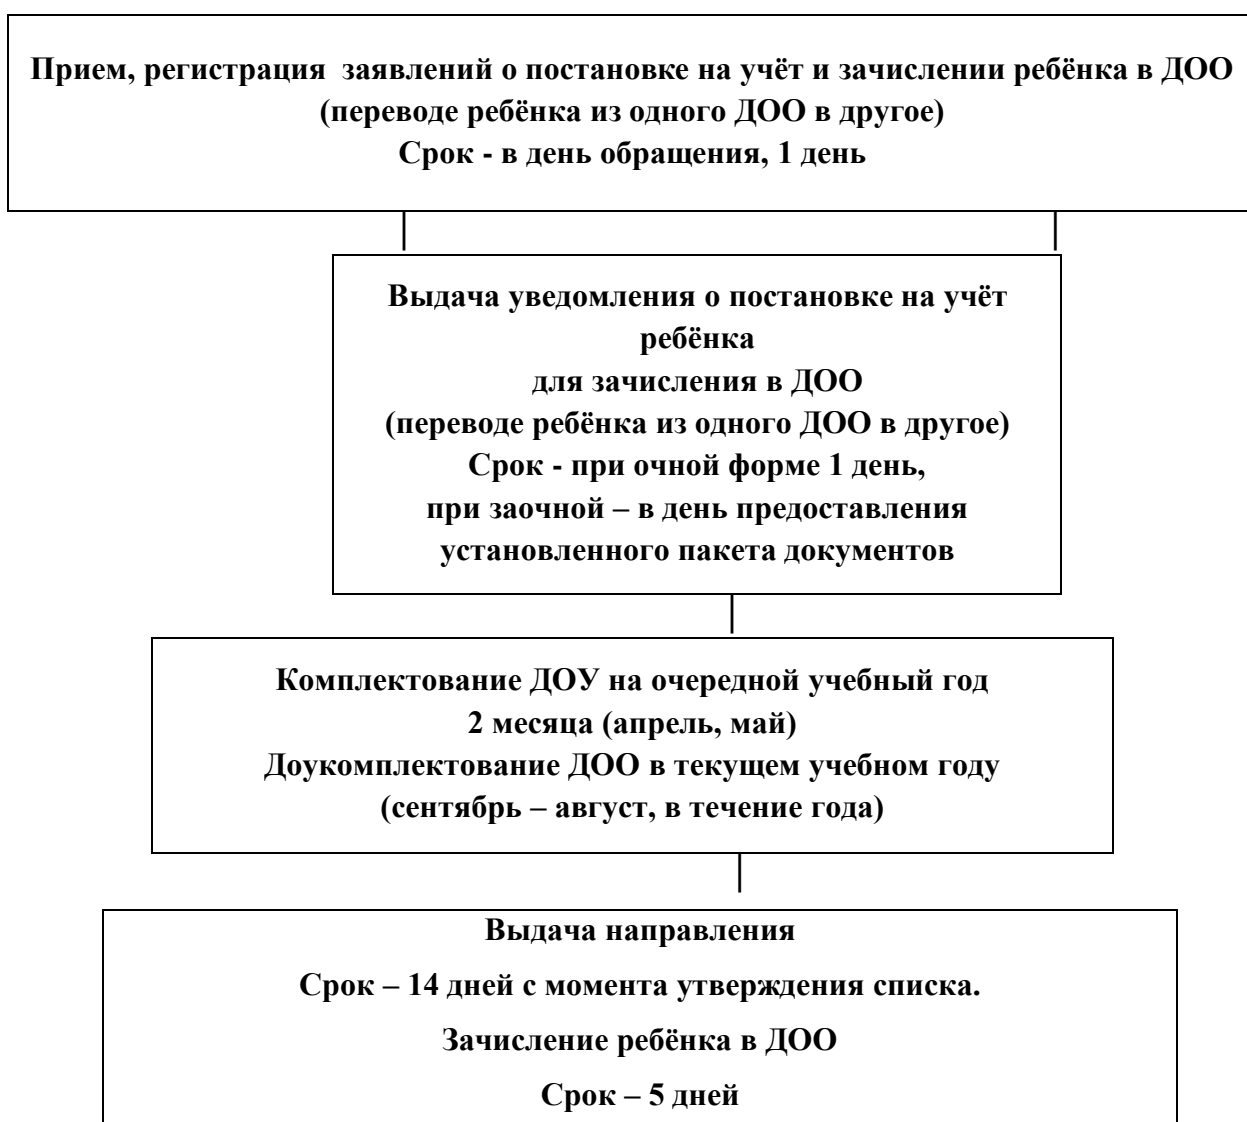 Прием, регистрация  заявлений о постановке на учёт и зачислении ребёнка в ДОО
(переводе ребёнка из одного ДОО в другое)
Срок - в день обращения, 1 день
Выдача уведомления о постановке на учёт
ребёнка
для зачисления в ДОО
(переводе ребёнка из одного ДОО в другое)
Срок - при очной форме 1 день,
при заочной – в день предоставления
установленного пакета документов
Комплектование ДОУ на очередной учебный год
2 месяца (апрель, май)
Доукомплектование ДОО в текущем учебном году
(сентябрь – август, в течение года)
Выдача направления
Срок – 14 дней с момента утверждения списка.
Зачисление ребёнка в ДОО
Срок – 5 дней